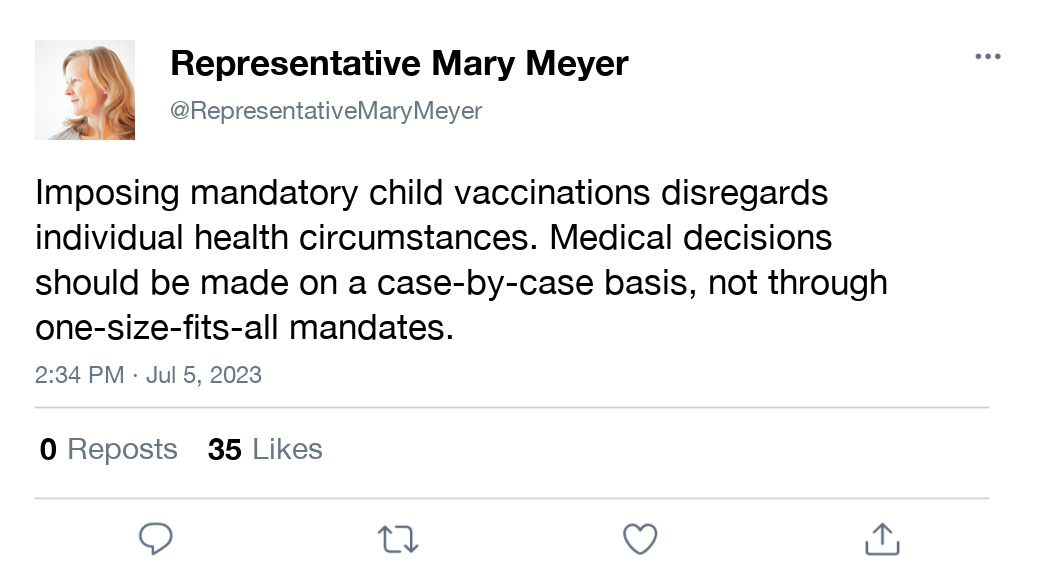 Representative Mary Meyer
@RepresentativeMaryMeyer
Imposing mandatory child vaccinations disregards
individual health circumstances. Medical decisions
should be made on a case-by-case basis, not through
one-size-fits-all mandates.
2:34 PM · Jul 5, 2023
0 Reposts 35 Likes